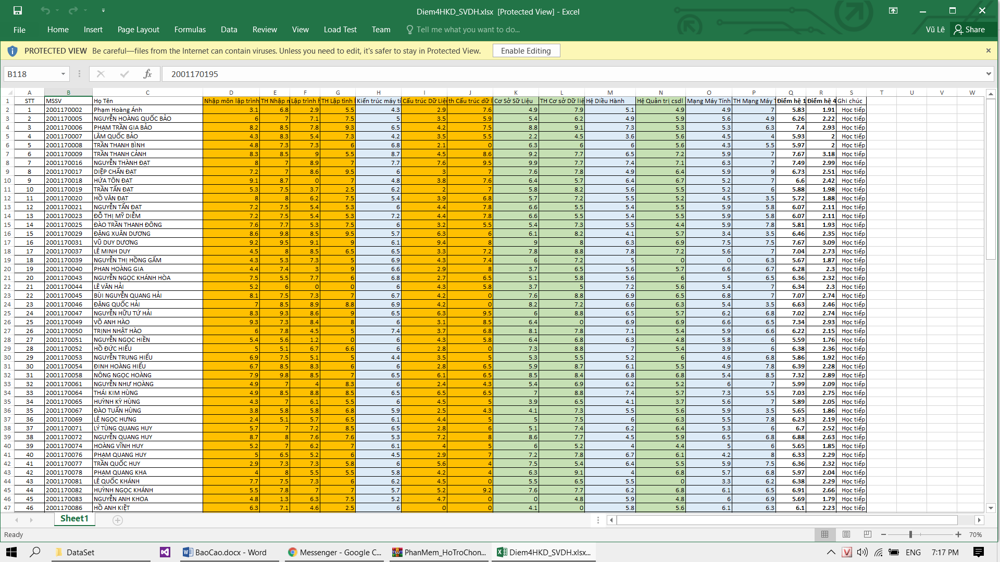 Diem4HKD_SVDH.xlsx [Protected View] - Excel
File Home Insert Page Layout Formulas Data Review View Load Test Team Tell me what you want to do... Vũ Lê Share
PROTECTED VIEW Be careful—files from the Internet can contain viruses. Unless you need to edit, it's safer to stay in Protected View. Enable Editing
B118 fx 2001170195
A B C D E F G H I J K L M N O P Q R S T U V W
1 STT MSSV Họ Tên Nhập môn lập trình TH Nhập Lập trình TH Lập tình Kiến trúc máy Cấu trúc Dữ Liệu th Cấu trúc dữ Cơ Sở Sữ Liệu TH Cơ sở Dữ Hệ Diều Hành Hệ Quản trị csdl Mạng Máy Tính TH Mạng Máy Điểm hệ 1 Điểm hệ 4 Ghi chúc
2 1 2001170002 Phạm Hoàng Ánh 3.1 6.8 2.9 5.5 4.3 2.9 7.6 4.9 7.9 5.1 4.9 4.9 7 5.83 1.91 Học tiếp
3 2 2001170005 NGUYỄN HOÀNG QUỐC BẢO 6 7 7.1 7.5 5 3.5 5.9 5.4 6.2 4.9 5.9 5.6 4.9 6.26 2.22 Học tiếp
4 3 2001170006 PHẠM TRẦN GIA BẢO 8.2 8.5 7.8 9.3 6.5 4.2 7.5 8.8 9.1 7.3 5.3 5.3 6.3 7.4 2.93 Học tiếp
5 4 2001170007 LÂM QUỐC BẢO 4.3 8.3 5.4 7.3 4.2 3.5 5.5 2.2 4.5 3.6 5.6 4.5 4 5.93 2 Học tiếp
6 5 2001170008 TRẦN THANH BÌNH 4.8 7.3 7.3 6 6.8 2.1 0 6.3 6 6 5.6 4.3 5.5 5.97 2 Học tiếp
7 6 2001170009 TRẦN THANH CẢNH 8.3 8.5 9 5.5 8.7 4.5 8.6 9.2 7.7 6.5 7.2 5.9 7 7.67 3.18 Học tiếp
8 7 2001170016 NGUYỄN THÀNH ĐẠT 8 7 8.9 7 7.7 7.6 9.5 9.9 7.7 7.4 7.1 6.3 7 7.49 2.99 Học tiếp
9 8 2001170017 DIỆP CHẤN ĐẠT 7.2 7 8.6 9.5 6 3 7 7.6 7.8 4.9 6.4 5.9 9 6.73 2.51 Học tiếp
10 9 2001170018 HỨA TÔN ĐẠT 9.1 8.7 0 7 4.8 3.8 7.6 6.4 5.7 6.4 6.7 5.2 7 6.6 2.42 Học tiếp
11 10 2001170019 TRẦN TẤN ĐẠT 5.3 7.5 3.7 2.5 6.2 2 7 5.8 8.2 5.6 5.5 5.2 6 5.88 1.98 Học tiếp
12 11 2001170020 HỒ VĂN ĐẠT 8 8 6.2 7.5 5.4 3.9 6.8 5.7 7.2 5.5 5.2 4.5 3.5 5.72 1.88 Học tiếp
13 12 2001170021 NGUYỄN TẤN ĐẠT 7.2 7.5 5.4 5.3 6 4.4 7.8 6.6 5.5 5.4 5.5 5.9 5.8 6.07 2.11 Học tiếp
14 13 2001170023 ĐỖ THỊ MỸ DIỄM 7.2 7.5 5.4 5.3 7.2 4.4 7.8 6.6 5.5 5.4 5.5 5.9 5.8 6.07 2.11 Học tiếp
15 14 2001170025 ĐÀO TRẦN THANH ĐÔNG 7.6 7.7 5.3 7.5 6 3.2 5.5 5.4 7.3 5.5 4.4 5.9 7.8 5.81 1.93 Học tiếp
16 15 2001170029 ĐẶNG XUÂN DƯƠNG 8.6 9.8 8.5 9.5 5.7 6.3 6 6.1 8.2 4.1 5.7 3.4 3.5 6.46 2.35 Học tiếp
17 16 2001170031 VŨ DUY DƯƠNG 9.2 9.5 9.1 9 6.1 9.4 8 9 8 6.3 6.9 7.5 7.5 7.67 3.09 Học tiếp
18 17 2001170037 LÊ MINH DUY 4.5 8 8.5 6.5 6.5 3.3 7.2 7.8 8.8 7.8 7.2 5.6 7 7.04 2.73 Học tiếp
19 18 2001170039 NGUYỄN THỊ HỒNG GẤM 4.3 5.3 7.3 5 6.9 4.3 7.4 6 7.2 5 0 0 6.3 5.67 1.87 Học tiếp
20 19 2001170040 PHAN HOÀNG GIA 4.4 7.4 3 9 6.6 2.9 8 3.7 6.5 5.6 5.7 6.6 6.7 6.28 2.3 Học tiếp
21 20 2001170043 NGUYỄN NGỌC KHÁNH HÒA 7.5 5.5 7.7 6 6.8 2.7 6.5 5.1 5.8 5.6 6 5 6.5 6.36 2.32 Học tiếp
22 21 2001170044 LÊ VĂN HẢI 5.2 6 0 0 6 4.3 5.8 3.7 5 7.2 5.6 5.4 7 6.34 2.3 Học tiếp
23 22 2001170045 BÙI NGUYỄN QUANG HẢI 8.1 7.5 7.3 7 6.7 4.2 0 7.6 8.8 6.9 6.5 6.8 7 7.07 2.74 Học tiếp
24 23 2001170046 ĐẶNG QUỐC HẢI 7 8.5 8.9 8.8 6.9 4.2 0 8.2 7.2 6.6 6.3 5.4 3.5 6.63 2.46 Học tiếp
25 24 2001170047 NGUYỄN HỮU TỨ HẢI 8.3 9.3 8.6 9 6.5 6.3 9.5 6 8.8 6.5 5.7 6.2 6.8 7.02 2.74 Học tiếp
26 25 2001170049 VÕ ANH HÀO 9.3 7.3 8.4 8 6 3.1 8.5 6.4 0 6.9 6.9 6.6 6.5 7.34 2.93 Học tiếp
27 26 2001170050 TRỊNH NHẬT HÀO 6 7.8 4.5 5 7.4 3.7 6.8 8.1 7.8 7.1 5.4 5.9 6.6 6.22 2.15 Học tiếp
28 27 2001170051 NGUYỄN NGỌC HIỀN 5.4 5.6 1.2 0 6 4.3 5.8 6.4 6.8 6.3 4.8 5.8 6 5.59 1.76 Học tiếp
29 28 2001170052 HỒ ĐỨC HIẾU 5 5.1 6.7 6.6 6 2.8 0 7.3 8.8 7 5.4 3.9 6 6.38 2.36 Học tiếp
30 29 2001170053 NGUYỄN TRUNG HIẾU 6.9 7.5 5.1 5 4.4 3.5 5 5.3 5.5 5.2 6 4.6 6.8 5.86 1.92 Học tiếp
31 30 2001170054 ĐINH HOÀNG HIẾU 6.7 8.5 8.3 6 6 2.8 6.5 5.9 8.7 6.1 5.5 4.9 7.8 6.39 2.28 Học tiếp
32 31 2001170058 NÔNG NGỌC HOÀNG 7.9 9.8 8.5 7 6.5 6.1 6.5 8.5 8.4 6.8 6.8 5.4 8.5 7.32 2.89 Học tiếp
33 32 2001170061 NGUYỄN NHƯ HOÀNG 4.9 7 4 8.3 6 2.4 4.3 5.4 6.9 6.2 5.2 6 7 5.99 2.09 Học tiếp
34 33 2001170064 THÁI KIM HÙNG 4.9 8.5 8.8 8.5 6.5 6.5 6.5 7 8.8 7.4 5.7 7.3 5.5 7.03 2.75 Học tiếp
35 34 2001170065 HUỲNH KỲ HÙNG 4.3 7 6.1 5.5 6 4.5 5 3.9 6.5 4.1 3.7 5.6 7 5.89 2.05 Học tiếp
36 35 2001170067 ĐÀO TUẤN HÙNG 3.8 5.8 5.8 6.8 5.9 2.5 4.3 4.1 7.3 5.5 5.6 5.9 3.5 5.65 1.86 Học tiếp
37 36 2001170069 LÊ NGỌC HƯNG 2.4 5.1 5.7 6.5 6.1 4.4 5 5 7.5 6 6.3 5.5 7.8 6.23 2.19 Học tiếp
38 37 2001170071 LÝ TÙNG QUANG HUY 5.7 7 7.2 8.5 6.5 2.8 6 5.1 7.4 6.2 6.4 5.3 6 6.7 2.52 Học tiếp
39 38 2001170072 NGUYỄN QUANG HUY 8.7 8 7.6 7.6 5.3 7.2 8 8.6 7.7 4.5 5.9 6.5 6.8 6.88 2.63 Học tiếp
40 39 2001170074 HOÀNG VĨNH HUY 5.2 7 6.2 7 6.1 4 5 6 5.2 4 4.4 5 6 5.65 1.85 Học tiếp
41 40 2001170076 PHẠM QUANG HUY 5 6.5 5.2 6 4.5 2.9 7 7.2 7.8 6.7 6.1 4.2 8 6.33 2.29 Học tiếp
42 41 2001170077 TRẦN QUỐC HUY 2.9 7.3 7.3 5.8 6 5.6 4 7.5 5.4 6.4 5.5 5.9 7.5 6.36 2.32 Học tiếp
43 42 2001170078 PHẠM QUANG KHA 4 8 5.5 5.5 5.8 4.2 4 6.3 9.1 4 6.8 5.7 6.8 5.97 2.04 Học tiếp
44 43 2001170081 LÊ QUỐC KHÁNH 7.7 7.5 7.3 6 6.2 4.5 0 5.5 6.5 5.5 0 3.3 6.2 6.38 2.29 Học tiếp
45 44 2001170082 HUỲNH NGỌC KHÁNH 5.5 7.8 7 7 5.7 5.2 9.2 7.6 7.7 6.2 6.8 6.1 6.5 6.91 2.66 Học tiếp
46 45 2001170083 NGUYỄN ANH KHOA 4.8 1.3 6.3 7.5 5.2 4.7 0 0 4.8 5.9 4.8 6 6.9 5.69 1.79 Học tiếp
47 46 2001170086 HỒ ANH KIỆT 6.3 7.1 4.6 2.5 6 0 0 4.1 0 5.8 5.6 6.1 6.3 6.1 2.23 Học tiếp
Sheet1
Ready 70%
DataSet BaoCao.docx - Word Messenger - Google C... PhanMem_HoTroChon... Diem4HKD_SVDH.xlsx... ENG 7:17 PM